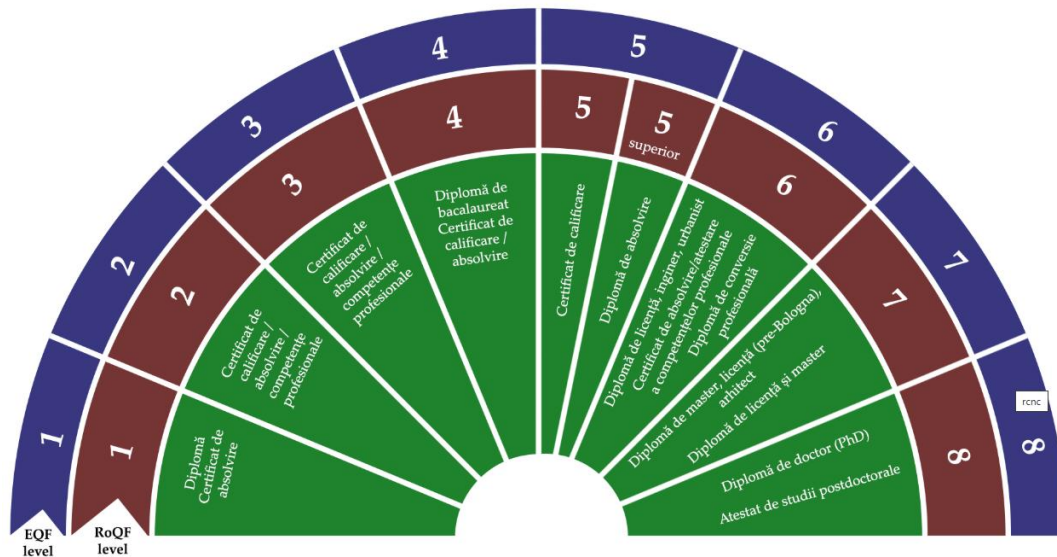 1
2
3
4
5
6
7
8
rcnc
1
2
3
4
5
5
superior
6
7
8
Diplomă
Certificat de
absolvire
Certificat de
calificare /
absolvire /
competențe
profesionale
Certificat de
calificare /
absolvire /
competențe
profesionale
Diplomă de
bacalaureat
Certificat de
calificare /
absolvire
Certificat de calificare
Diplomă de absolvire
Diplomă de licență, inginer, urbanist
Certificat de absolvire/atestare
a competențelor profesionale
Diplomă de conversie
profesională
Diplomă de master, licență (pre-Bologna),
arhitect
Diplomă de licență și master
Diplomă de doctor (PhD)
Atestat de studii postdoctorale
EQF
level
RoQF
level